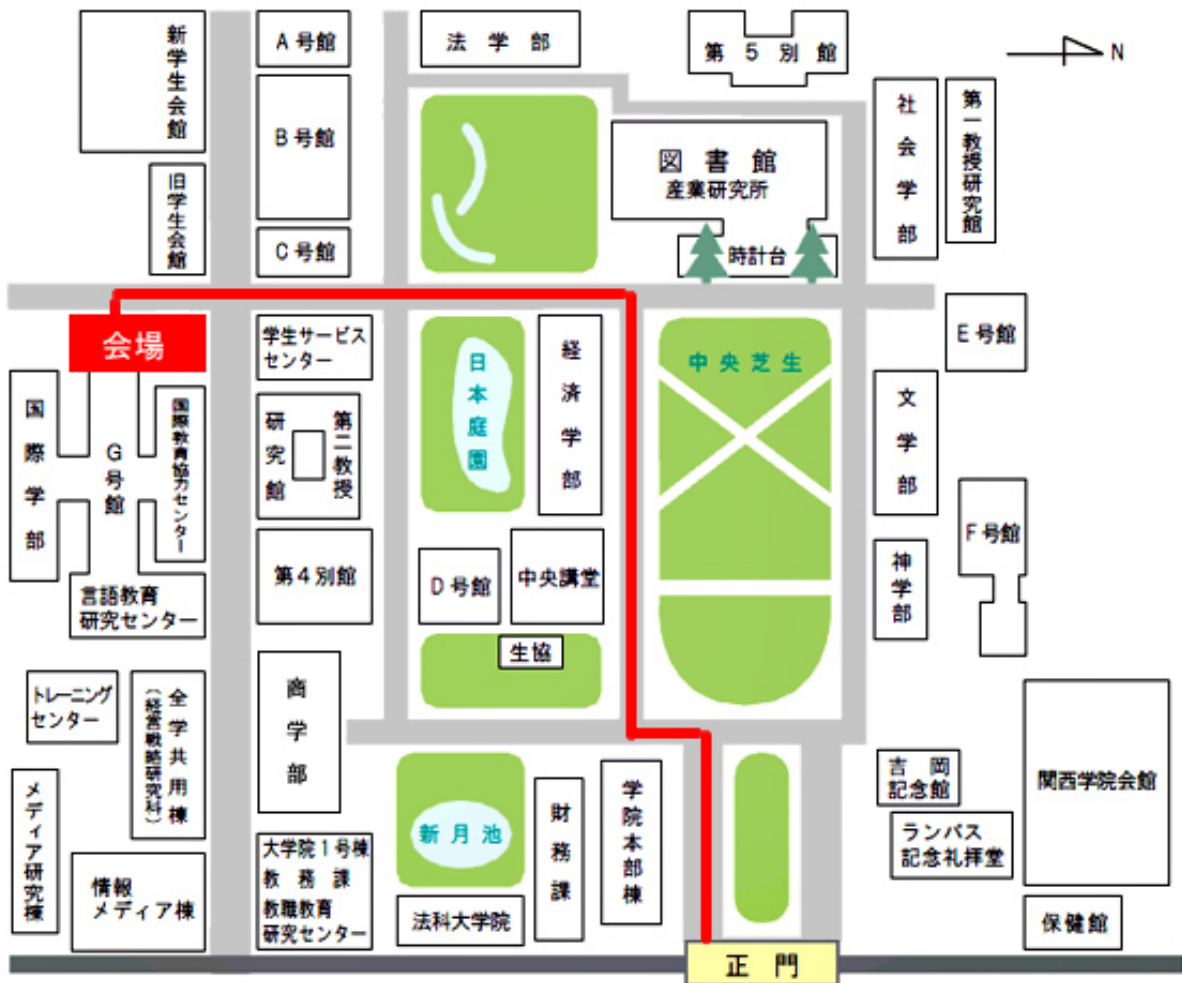 新学生会館
A号館
法学部
第5別館
N
B号館
社会学部
第一教授研究館
図書館
産業研究所
旧学生会館
C号館
時計台
会場
学生サービス
センター
日本庭園
経済学部
中央芝生
E号館
国際学部
G号館
国際教育協力センター
第二教授
研究館
文学部
F号館
第4別館
D号館
中央講堂
神学部
言語教育
研究センター
生協
トレーニング
センター
全学共用棟
(経営戦略研究科)
商学部
吉岡
記念館
関西学院会館
メディア研究棟
新月池
財務課
学院本部棟
ランバス
記念礼拝堂
情報
メディア棟
大学院1号棟
教務課
教職教育
研究センター
法科大学院
保健館
正門